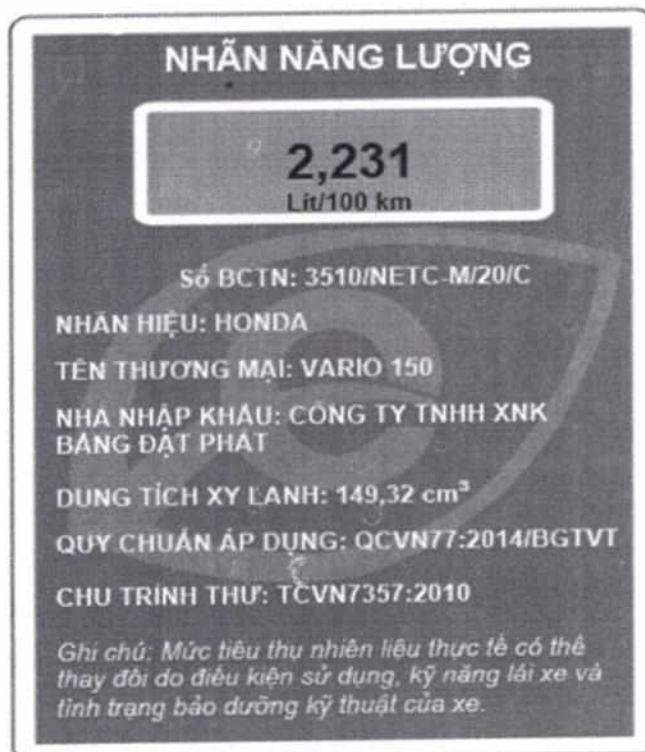 NHÃN NĂNG LƯỢNG
2,231
Lít/100 km
Số BCTN: 3510/NETC-M/20/C
NHÃN HIỆU: HONDA
TÊN THƯƠNG MẠI: VARIO 150
NHÀ NHẬP KHẨU: CÔNG TY TNHH XNK
BẰNG ĐẠT PHÁT
DUNG TÍCH XY LANH: 149,32 cm³
QUY CHUẨN ÁP DỤNG: QCVN77:2014/BGTVT
CHU TRÌNH THỬ: TCVN7357:2010
Ghi chú: Mức tiêu thụ nhiên liệu thực tế có thể
thay đổi do điều kiện sử dụng, kỹ năng lái xe và
tình trạng bảo dưỡng kỹ thuật của xe.